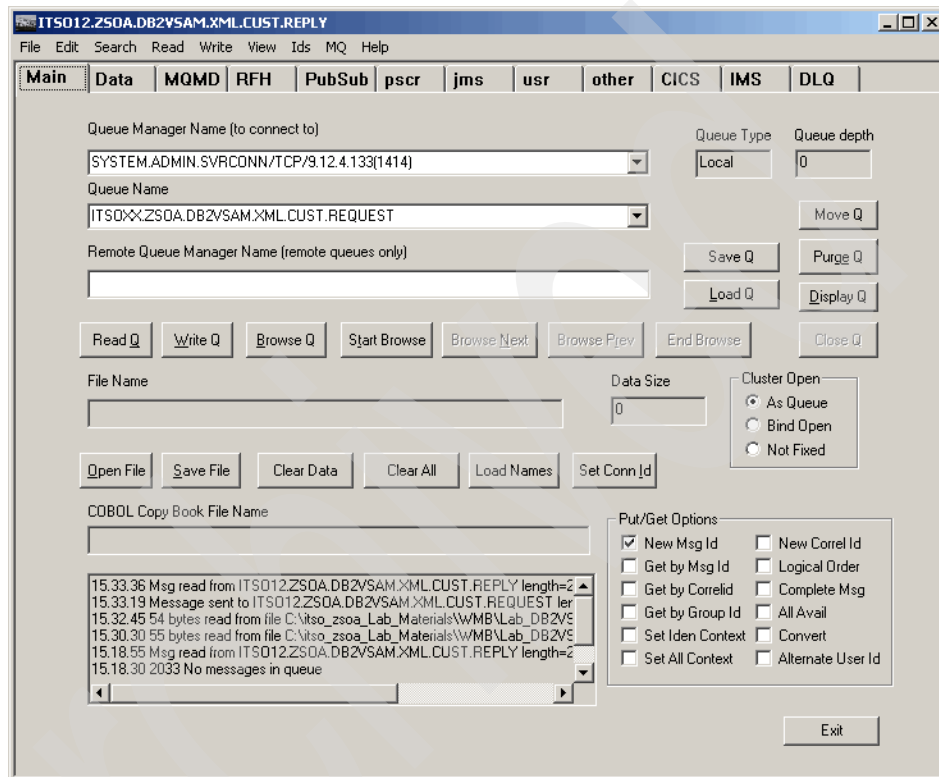 ITSO12.ZSOA.DB2VSAM.XML.CUST.REPLY
File Edit Search Read Write View Ids MQ Help
Main Data MQMD RFH PubSub pscr jms usr other CICS IMS DLQ
Queue Manager Name (to connect to) Queue Type Queue depth
SYSTEM.ADMIN.SVRCONN/TCP/9.12.4.133(1414) Local 0
Queue Name
ITSOXX.ZSOA.DB2VSAM.XML.CUST.REQUEST Move Q
Remote Queue Manager Name (remote queues only) Save Q Purge Q
Load Q Display Q
Read Q Write Q Browse Q Start Browse Browse Next Browse Prev End Browse Close Q
File Name Data Size Cluster Open
0 As Queue
Bind Open
Not Fixed
Open File Save File Clear Data Clear All Load Names Set Conn Id
COBOL Copy Book File Name Put/Get Options
New Msg Id New Correl Id
Get by Msg Id Logical Order
Get by Correlid Complete Msg
Get by Group Id All Avail
Set Iden Context Convert
Set All Context Alternate User Id
15.33.36 Msg read from ITSO12.ZSOA.DB2VSAM.XML.CUST.REPLY length=2
15.33.19 Message sent to ITSO12.ZSOA.DB2VSAM.XML.CUST.REQUEST ler
15.32.45 54 bytes read from file C:\itso_zsoa_Lab_Materials\WMB\Lab_DB2VS
15.30.30 55 bytes read from file C:\itso_zsoa_Lab_Materials\WMB\Lab_DB2VS
15.18.55 Msg read from ITSO12.ZSOA.DB2VSAM.XML.CUST.REPLY length=2
15.18.30 2033 No messages in queue
Exit